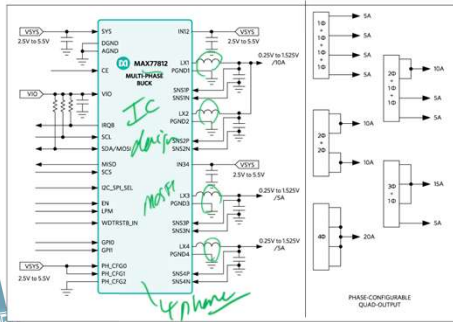 VSYS
2.5V to 5.5V
SYS
DGND
AGND
CE
VIO
VIO
IRQB
SCL
SDA/MOSI
MISO
SCS
I2C_SPI_SEL
EN
LPM
WDTRSTB_IN
GPIO
GPI1
VSYS
2.5V to 5.5V
PH_CFG0
PH_CFG1
PH_CFG2
MAX77812
MULTI-PHASE
BUCK
IC
design
4 phase
IN12
VSYS
2.5V to 5.5V
LX1
PGND1
0.25V to 1.525V
/10A
SNS1P
SNS1N
LX2
PGND2
SNS2P
SNS2N
IN34
VSYS
2.5V to 5.5V
LX3
PGND3
0.25V to 1.525V
/5A
SNS3P
SNS3N
LX4
PGND4
0.25V to 1.525V
/5A
SNS4P
SNS4N
1Φ
+
1Φ
+
1Φ
+
1Φ
5A
5A
5A
5A
2Φ
+
1Φ
+
1Φ
10A
5A
5A
2Φ
+
2Φ
10A
10A
3Φ
+
1Φ
15A
5A
4Φ
20A
PHASE-CONFIGURABLE
QUAD-OUTPUT